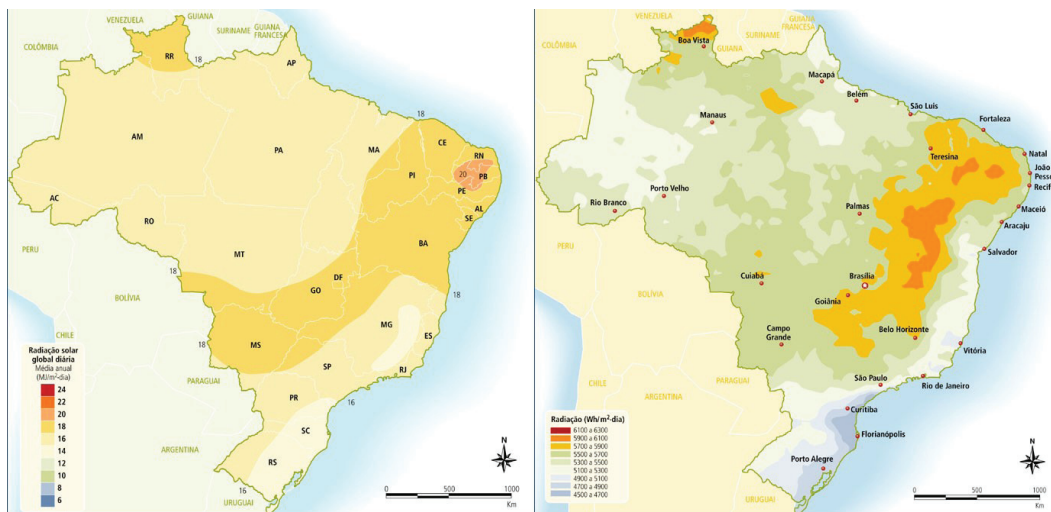 VENEZUELA
GUIANA
SURINAME
GUIANA
FRANCESA
COLÔMBIA
RR
18
AP
18
AM
PA
MA
CE
RN
20
PB
PI
PE
AL
SE
AC
RO
BA
PERU
MT
18
DF
GO
18
BOLÍVIA
MG
ES
CHILE
MS
18
SP
RJ
PARAGUAI
PR
16
SC
ARGENTINA
RS
16
URUGUAI
Radiação solar
global diária
Média anual
(MJ/m²-dia)
24
22
20
18
16
14
12
10
8
6
N
0
500
1000
Km
VENEZUELA
GUIANA
SURINAME
GUIANA
FRANCESA
COLÔMBIA
Boa Vista
GUIANA
Macapá
Belém
São Luis
Manaus
Fortaleza
Teresina
Natal
João
Pesso
Recif
Porto Velho
Rio Branco
Palmas
Maceió
Aracaju
PERU
Salvador
Cuiabá
Brasília
BOLÍVIA
Goiânia
Belo Horizonte
Campo
Grande
Vitória
CHILE
PARAGUAI
São Paulo
Rio de Janeiro
ARGENTINA
Curitiba
Florianópolis
Porto Alegre
URUGUAI
Radiação (Wh/m²-dia)
6100 a 6300
5900 a 6100
5700 a 5900
5500 a 5700
5300 a 5500
5100 a 5300
4900 a 5100
4700 a 4900
4500 a 4700
N
0
500
1000
Km